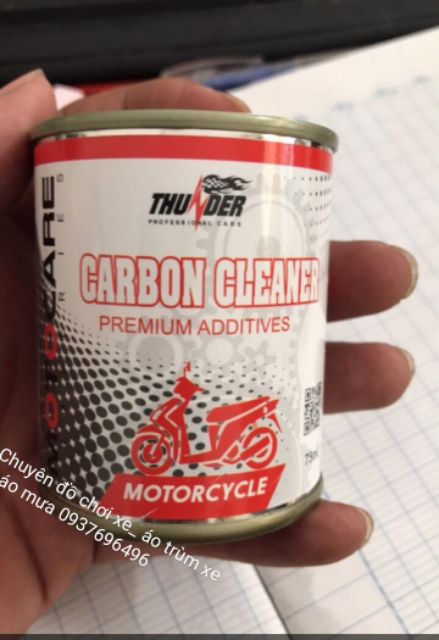 THUNDER
PROFESSIONAL CARE
CARBON CLEANER
PREMIUM ADDITIVES
MOTORCYCLE
Chuyên đồ chơi xe_ áo trùm xe
áo mưa 0937696496